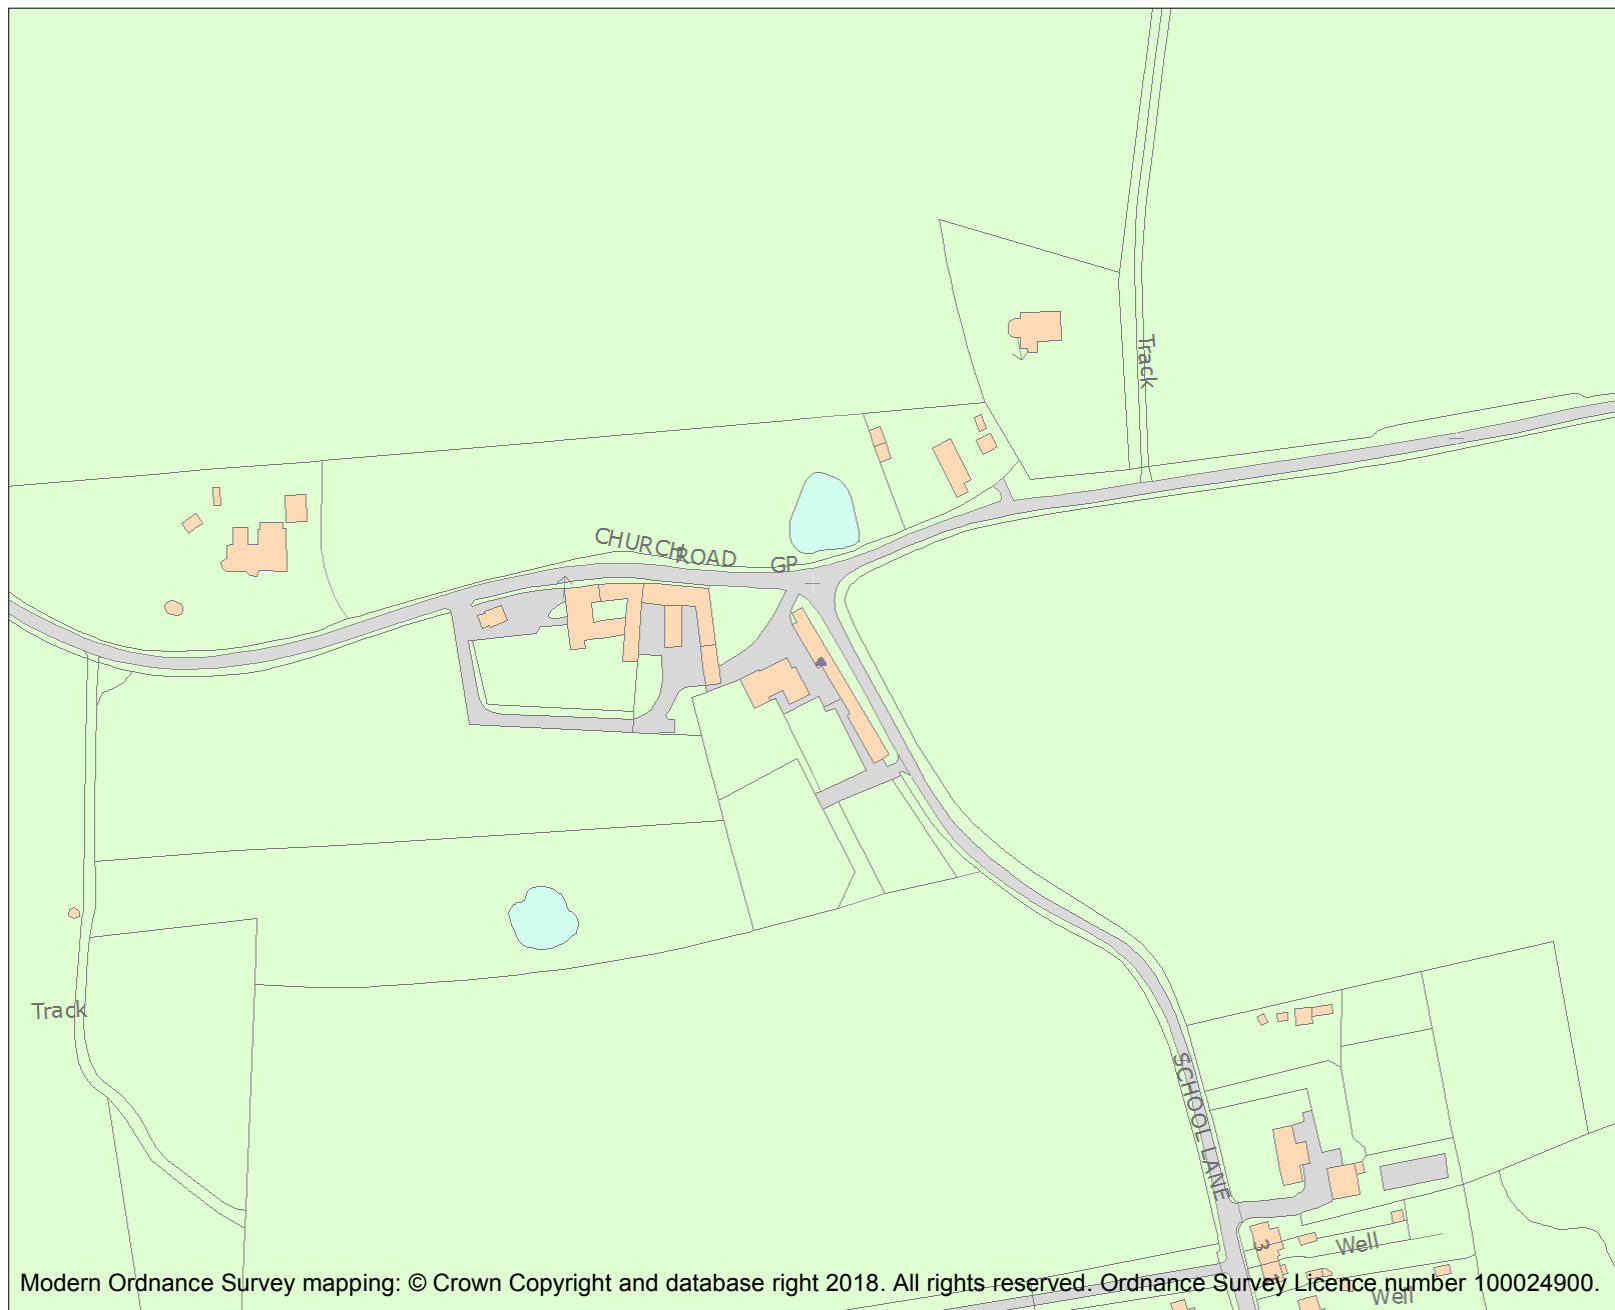 Track
CHURCH ROAD
GP
Track
SCHOOL LANE
3
Well
Well
Modern Ordnance Survey mapping: © Crown Copyright and database right 2018. All rights reserved. Ordnance Survey Licence number 100024900.